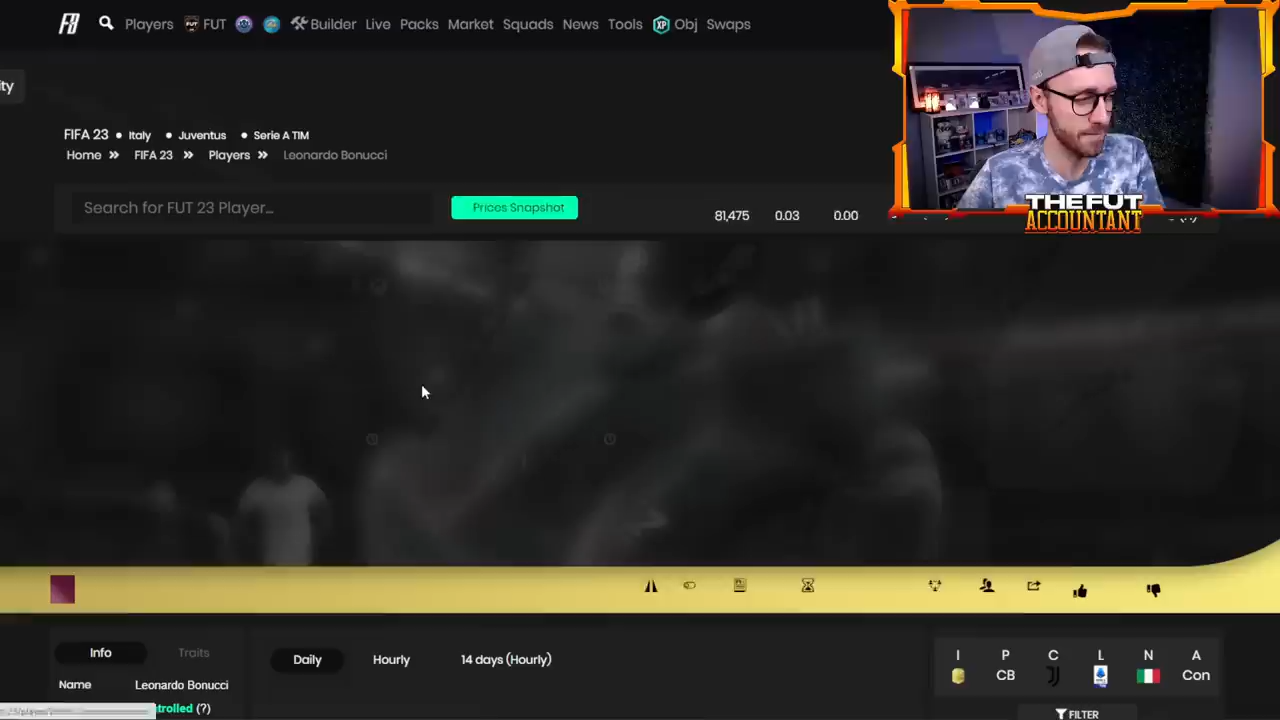 Players FUT Builder Live Packs Market Squads News Tools Obj Swaps
ity
FIFA 23 • Italy • Juventus • Serie A TIM
Home » FIFA 23 » Players » Leonardo Bonucci
Search for FUT 23 Player...
Prices Snapshot
81,475 0.03 0.00
THE FUT
ACCOUNTANT
Info Traits
Daily Hourly 14 days (Hourly)
I P C L N A
CB Con
Name Leonardo Bonucci
trolled (?)
FILTER